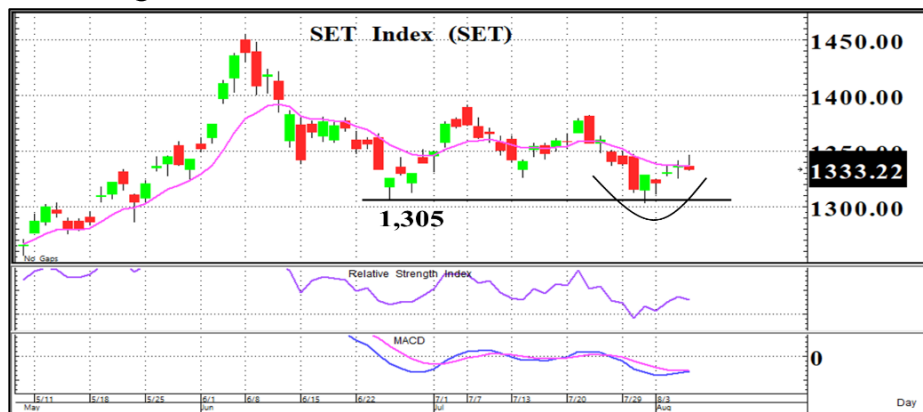 SET Index (SET)
1450.00
1400.00
1350.00
1333.22
1300.00
1,305
No Gaps
Relative Strength Index
MACD
0
5/11 5/18 5/25 6/1 6/8 6/15 6/22 7/1 7/7 7/13 7/20 7/29 8/3
May Jun Jul Aug
Day